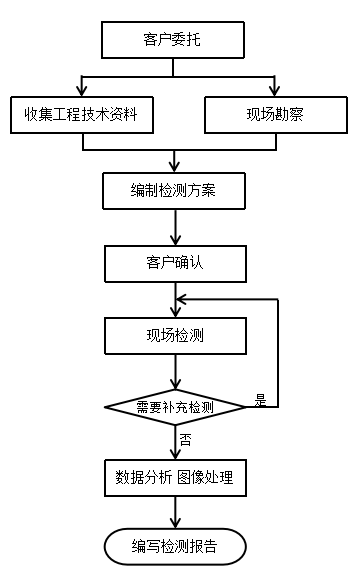 客户委托
收集工程技术资料
现场勘察
编制检测方案
客户确认
现场检测
需要补充检测
是
否
数据分析 图像处理
编写检测报告